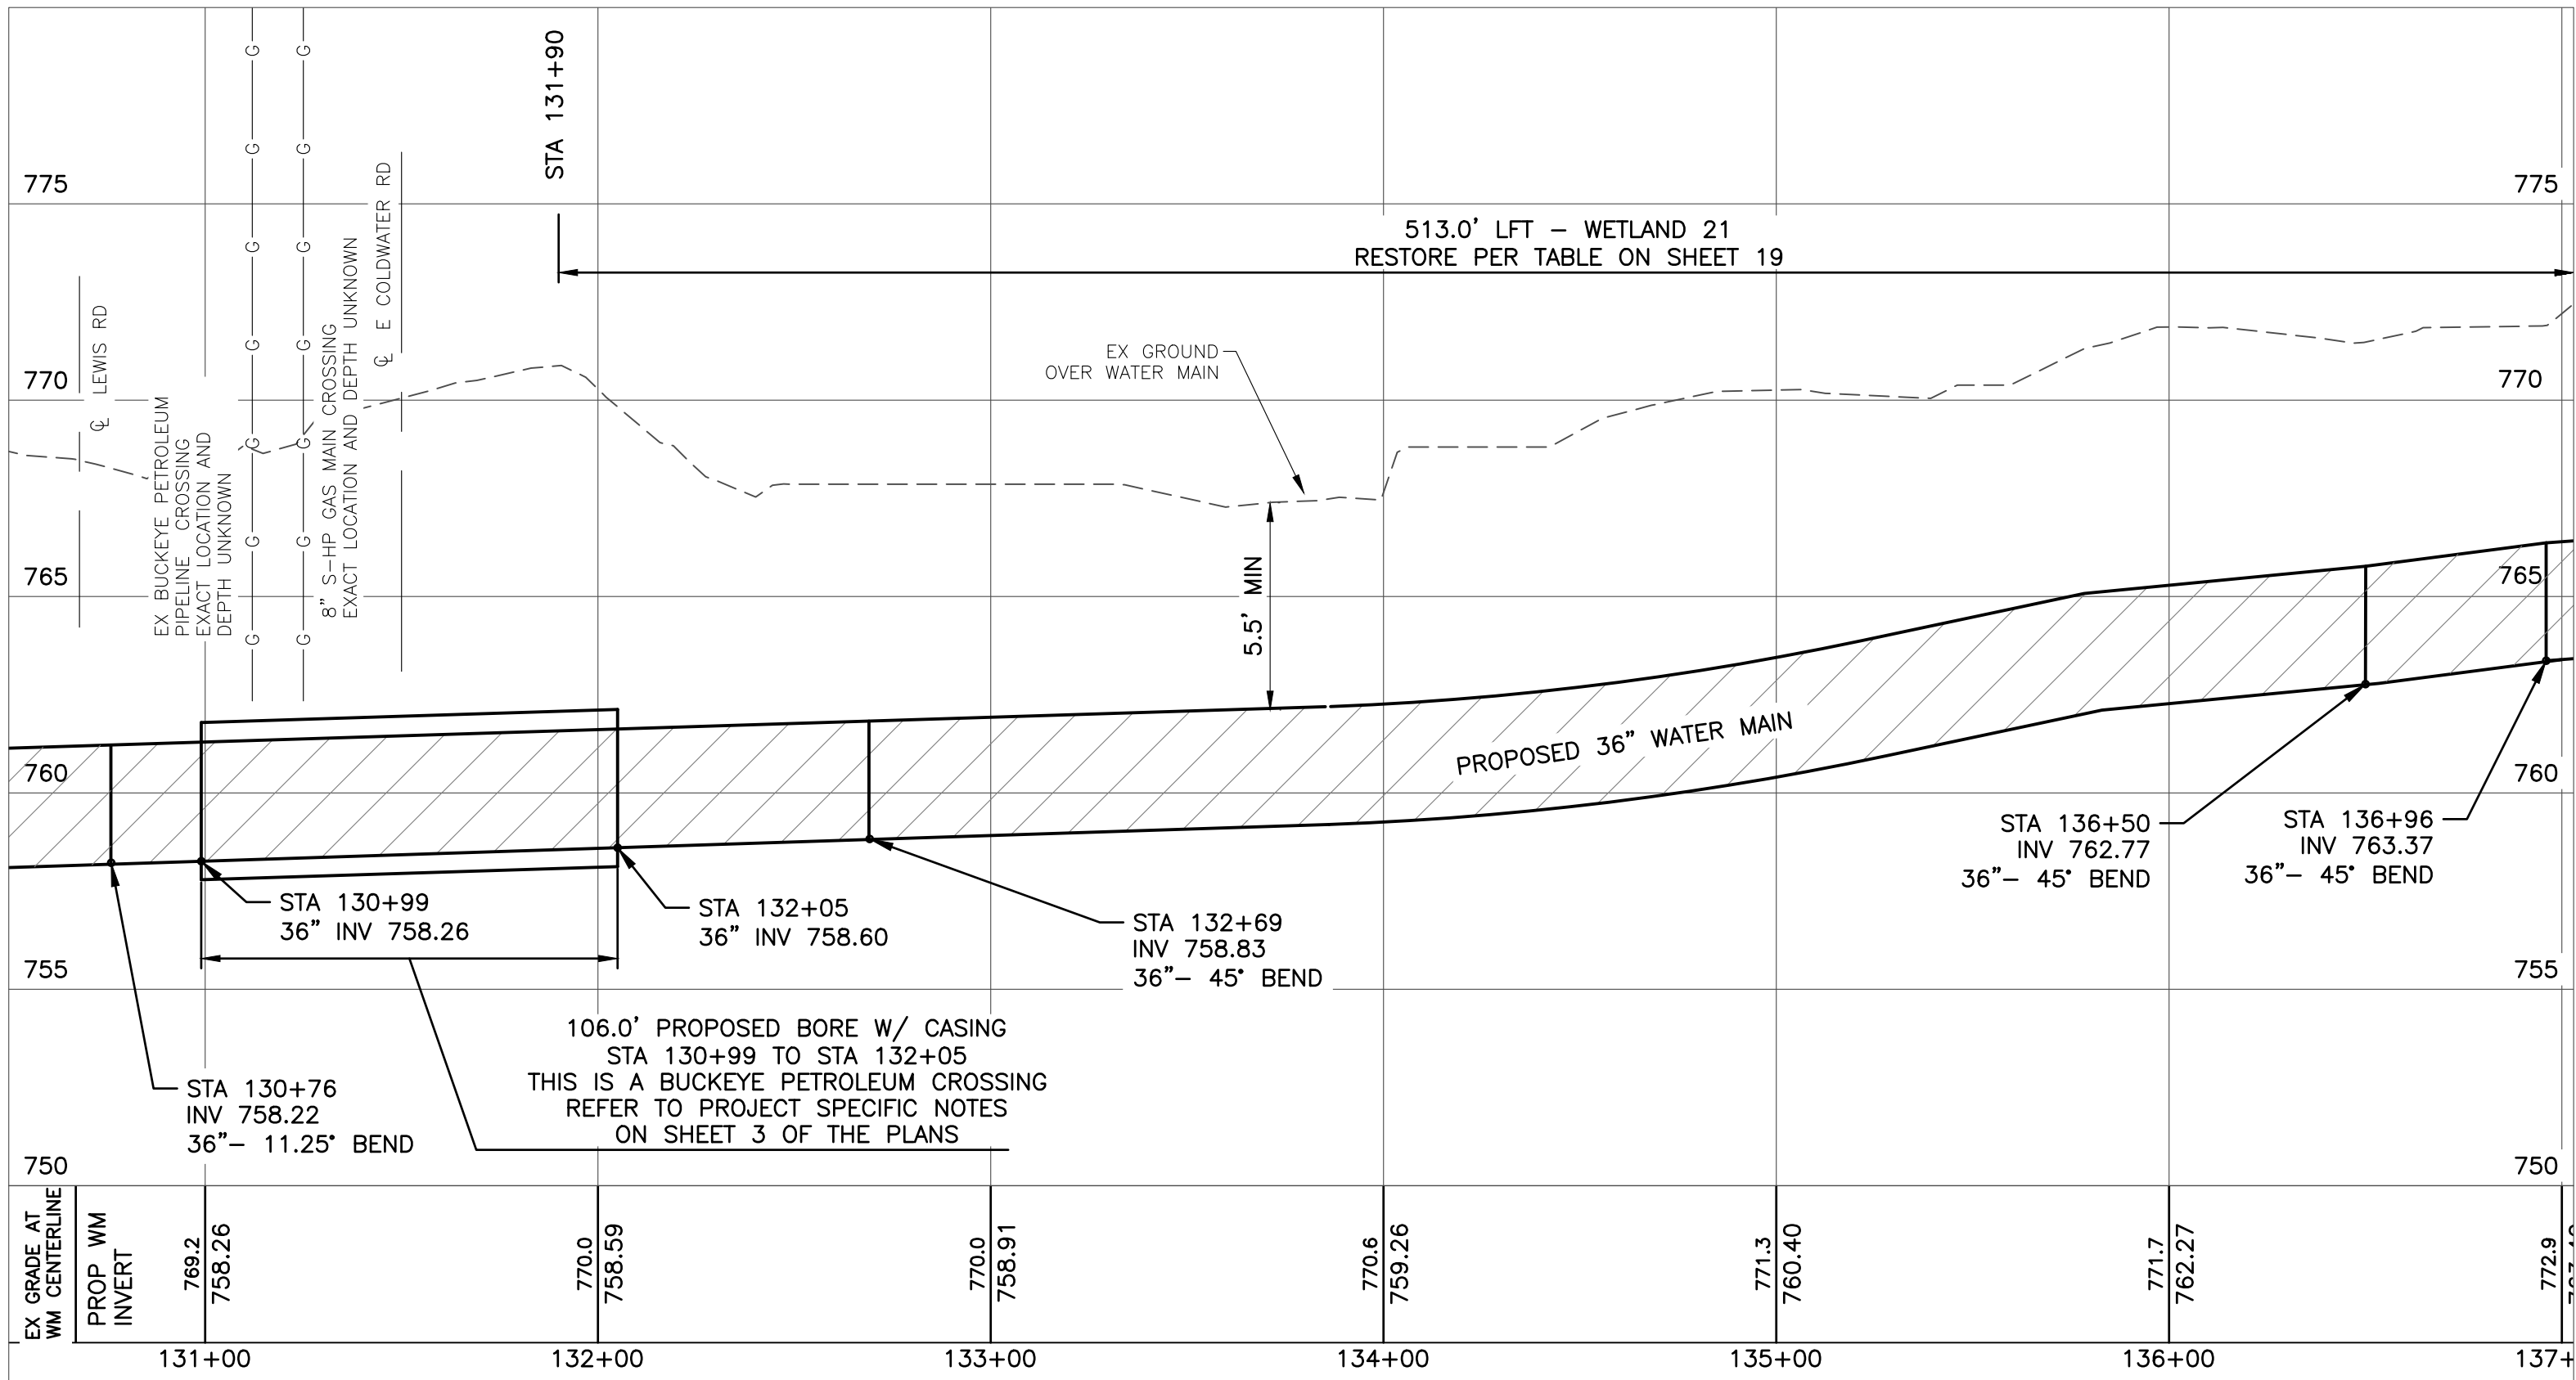 STA 131+90
775
775
513.0' LFT – WETLAND 21
RESTORE PER TABLE ON SHEET 19
℄ LEWIS RD
EX BUCKEYE PETROLEUM
PIPELINE CROSSING
EXACT LOCATION AND
DEPTH UNKNOWN
G G G G G G G
G G G G G G G
8" S–HP GAS MAIN CROSSING
EXACT LOCATION AND DEPTH UNKNOWN
℄ E COLDWATER RD
EX GROUND
OVER WATER MAIN
770
770
765
5.5' MIN
765
PROPOSED 36" WATER MAIN
760
760
STA 130+99
36" INV 758.26
STA 132+05
36" INV 758.60
STA 132+69
INV 758.83
36"– 45° BEND
STA 136+50
INV 762.77
36"– 45° BEND
STA 136+96
INV 763.37
36"– 45° BEND
755
755
106.0' PROPOSED BORE W/ CASING
STA 130+99 TO STA 132+05
THIS IS A BUCKEYE PETROLEUM CROSSING
REFER TO PROJECT SPECIFIC NOTES
ON SHEET 3 OF THE PLANS
STA 130+76
INV 758.22
36"– 11.25° BEND
750
750
EX GRADE AT
WM CENTERLINE
PROP WM
INVERT
769.2
758.26
770.0
758.59
770.0
758.91
770.6
759.26
771.3
760.40
771.7
762.27
772.9
131+00
132+00
133+00
134+00
135+00
136+00
137+